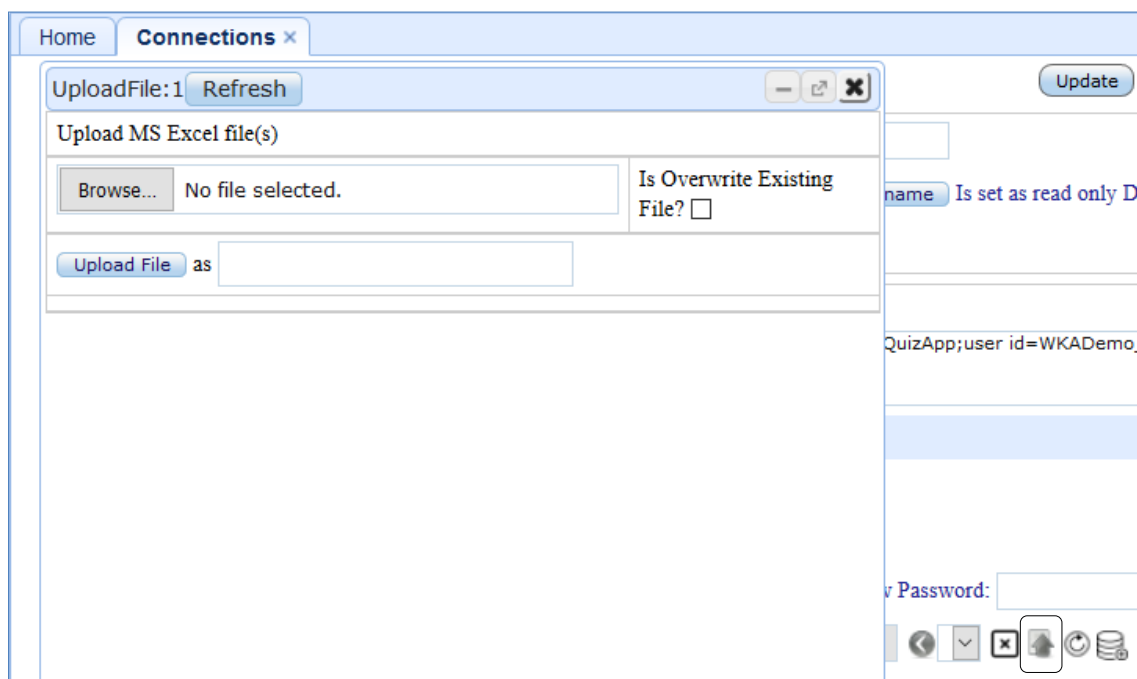 Home
Connections ×
UploadFile:1 Refresh
Update
Upload MS Excel file(s)
Browse... No file selected.
Is Overwrite Existing
File?
name Is set as read only D
Upload File as
QuizApp;user id=WKADemo_
w Password: